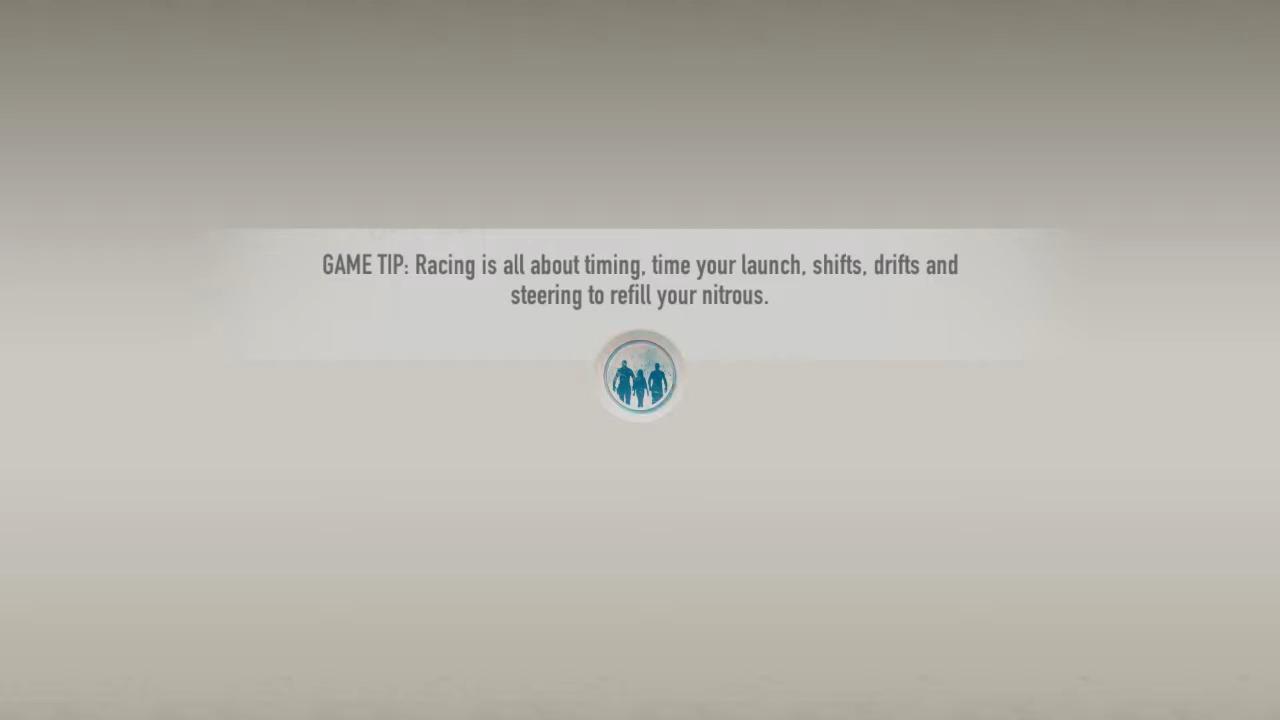 GAME TIP: Racing is all about timing, time your launch, shifts, drifts and
steering to refill your nitrous.